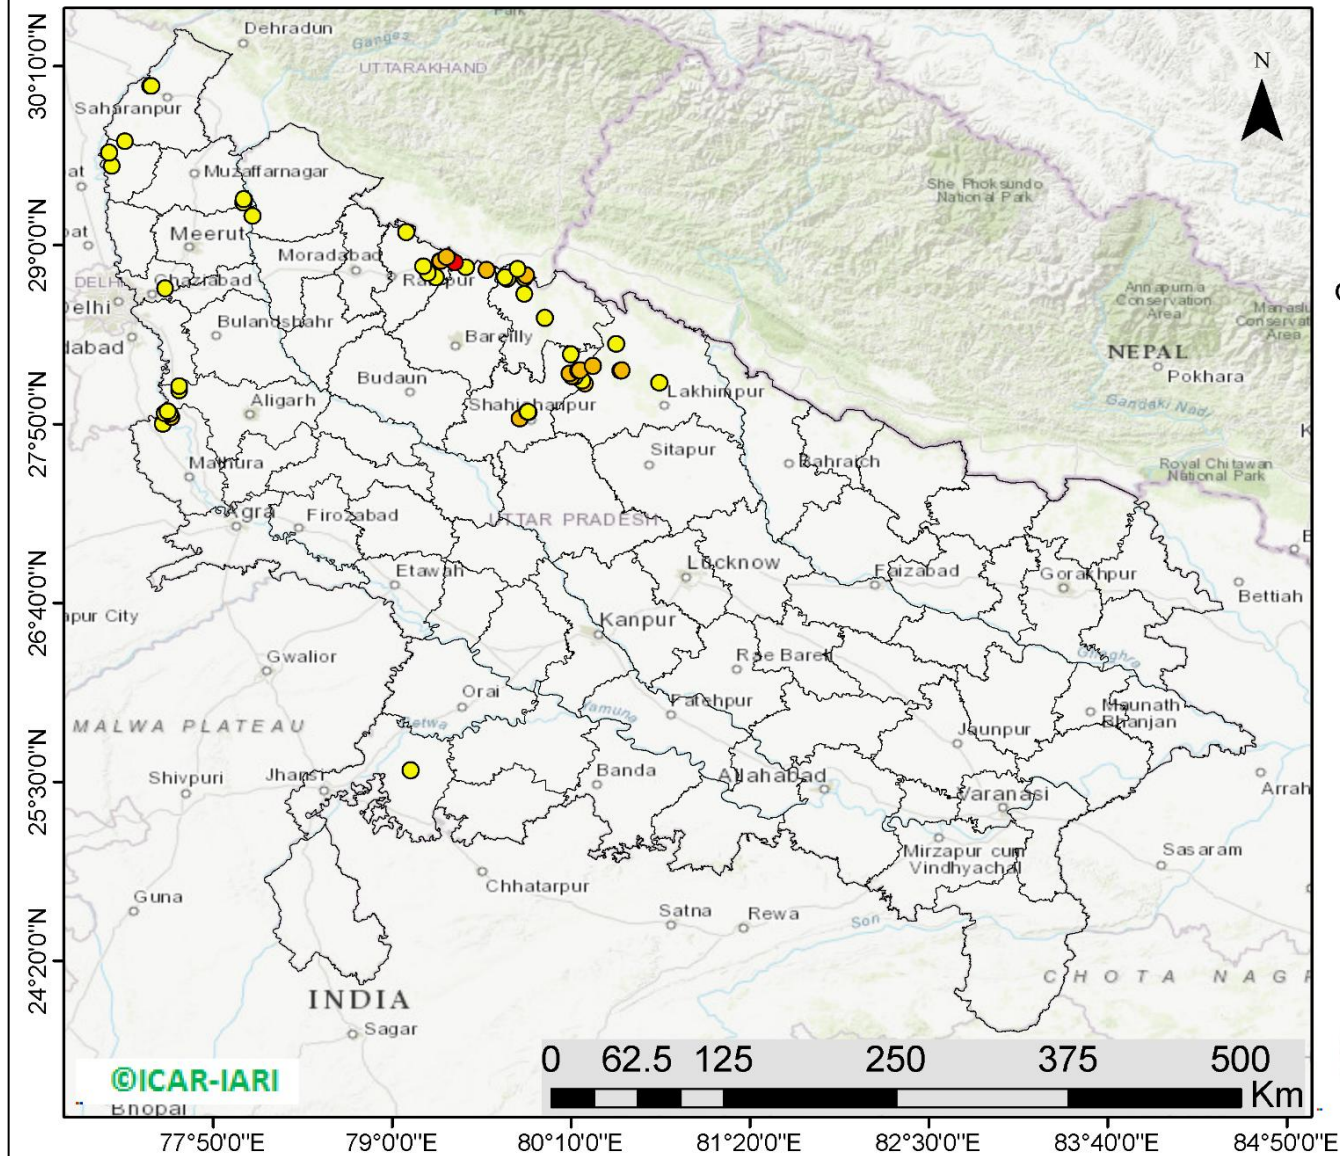 Park
Dehradun
Ganges
UTTARAKHAND
N
30°10'0"N
Saharanpur
Muzaffarnagar
She Phoksundo
National Park
29°0'0"N
Meerut
Moradabad
Rampur
DELHI
Ghaziabad
Delhi
Annapurna
Conservation
Area
Bulandshahr
Bareilly
NEPAL
Pokhara
Budaun
Aligarh
Shahjahanpur
Lakhimpur
Gandaki Nadi
27°50'0"N
Mathura
Sitapur
Bahraich
Royal Chitawan
National Park
Agra
Firozabad
UTTAR PRADESH
Etawah
Lucknow
Faizabad
Gorakhpur
Bettiah
26°40'0"N
Kanpur
Gwalior
Rae Bareli
Ghaghra
Orai
Fatehpur
Betwa
Yamuna
MALWA PLATEAU
Maunath
Bhanjan
Jaunpur
25°30'0"N
Shivpuri
Jhansi
Banda
Allahabad
Varanasi
Arrah
Mirzapur cum
Vindhyachal
Sasaram
Chhatarpur
Guna
Satna
Rewa
Son
24°20'0"N
INDIA
Sagar
©ICAR-IARI
Bhopal
0 62.5 125 250 375 500
Km
77°50'0"E 79°0'0"E 80°10'0"E 81°20'0"E 82°30'0"E 83°40'0"E 84°50'0"E